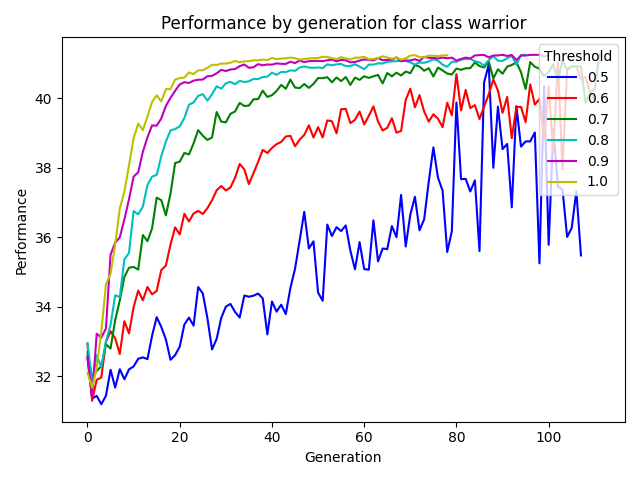 Performance by generation for class warrior
Threshold
0.5
0.6
0.7
0.8
0.9
1.0
Performance
40
38
36
34
32
0 20 40 60 80 100
Generation